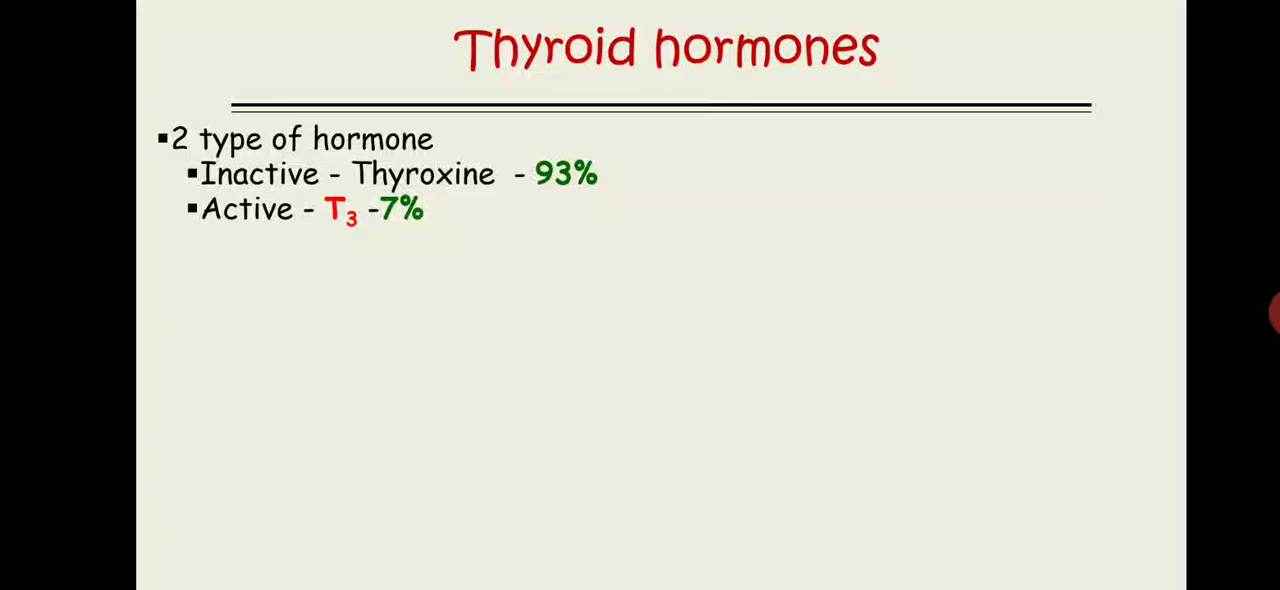 Thyroid hormones
▪2 type of hormone
▪Inactive - Thyroxine - 93%
▪Active - T₃ -7%